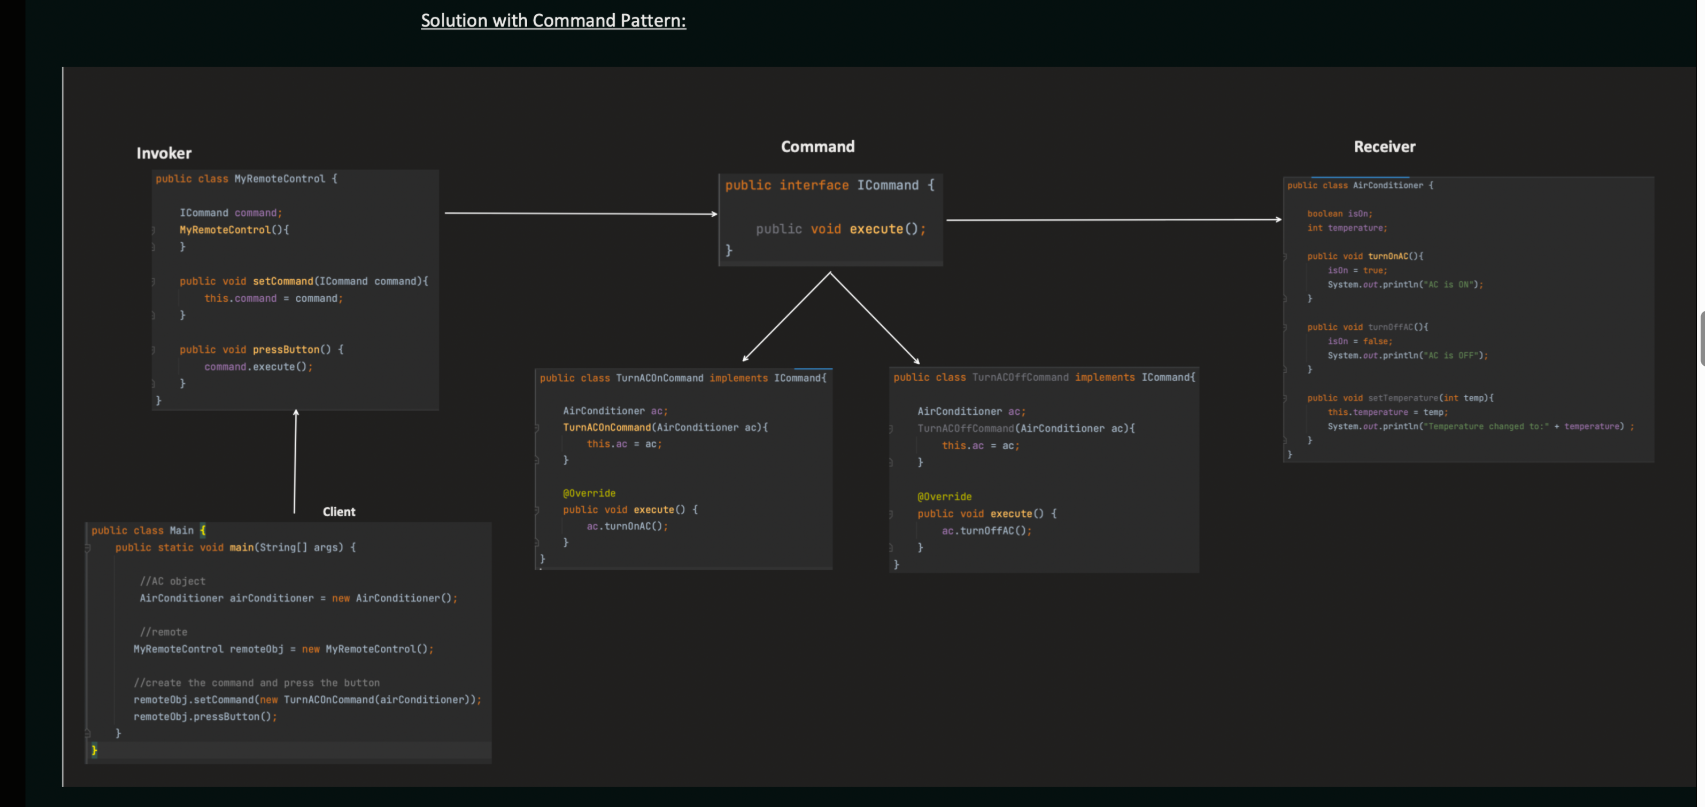 Solution with Command Pattern:
Invoker
public class MyRemoteControl {
ICommand command;
MyRemoteControl(){
}
public void setCommand(ICommand command){
this.command = command;
}
public void pressButton() {
command.execute();
}
}
Command
public interface ICommand {
public void execute();
}
Receiver
public class AirConditioner {
boolean isOn;
int temperature;
public void turnOnAC(){
isOn = true;
System.out.println("AC is ON");
}
public void turnOffAC(){
isOn = false;
System.out.println("AC is OFF");
}
public void setTemperature(int temp){
this.temperature = temp;
System.out.println("Temperature changed to:" + temperature) ;
}
}
public class TurnACOnCommand implements ICommand{
AirConditioner ac;
TurnACOnCommand(AirConditioner ac){
this.ac = ac;
}
@Override
public void execute() {
ac.turnOnAC();
}
}
public class TurnACOffCommand implements ICommand{
AirConditioner ac;
TurnACOffCommand(AirConditioner ac){
this.ac = ac;
}
@Override
public void execute() {
ac.turnOffAC();
}
}
Client
public class Main {
public static void main(String[] args) {
//AC object
AirConditioner airConditioner = new AirConditioner();
//remote
MyRemoteControl remoteObj = new MyRemoteControl();
//create the command and press the button
remoteObj.setCommand(new TurnACOnCommand(airConditioner));
remoteObj.pressButton();
}
}